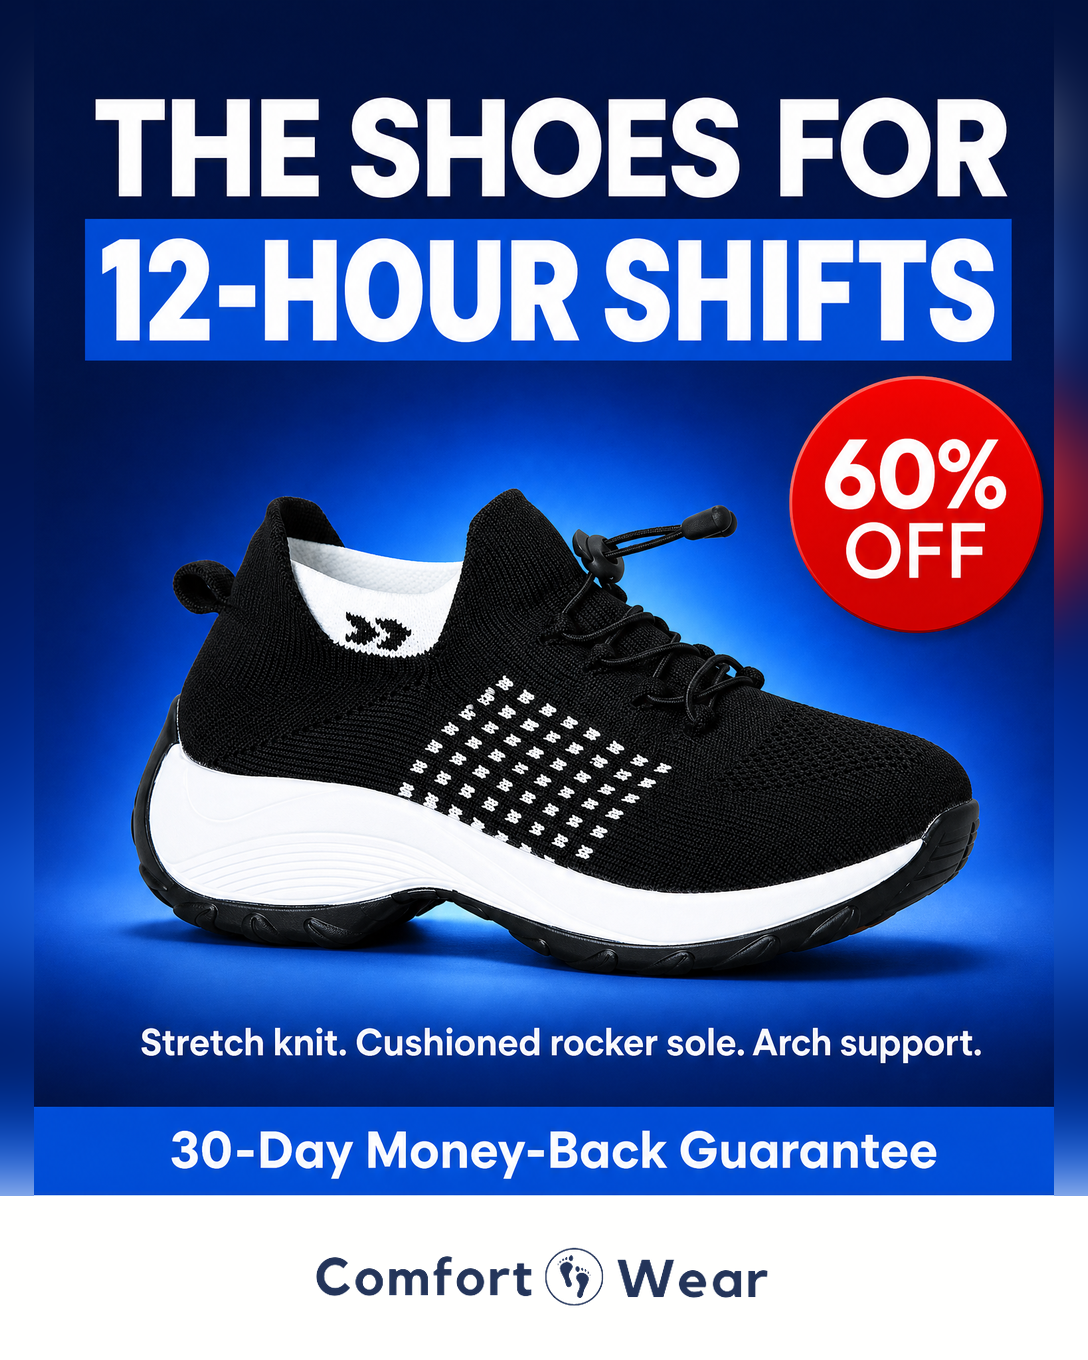 THE SHOES FOR
12-HOUR SHIFTS
60%
OFF
Stretch knit. Cushioned rocker sole. Arch support.
30-Day Money-Back Guarantee
Comfort Wear